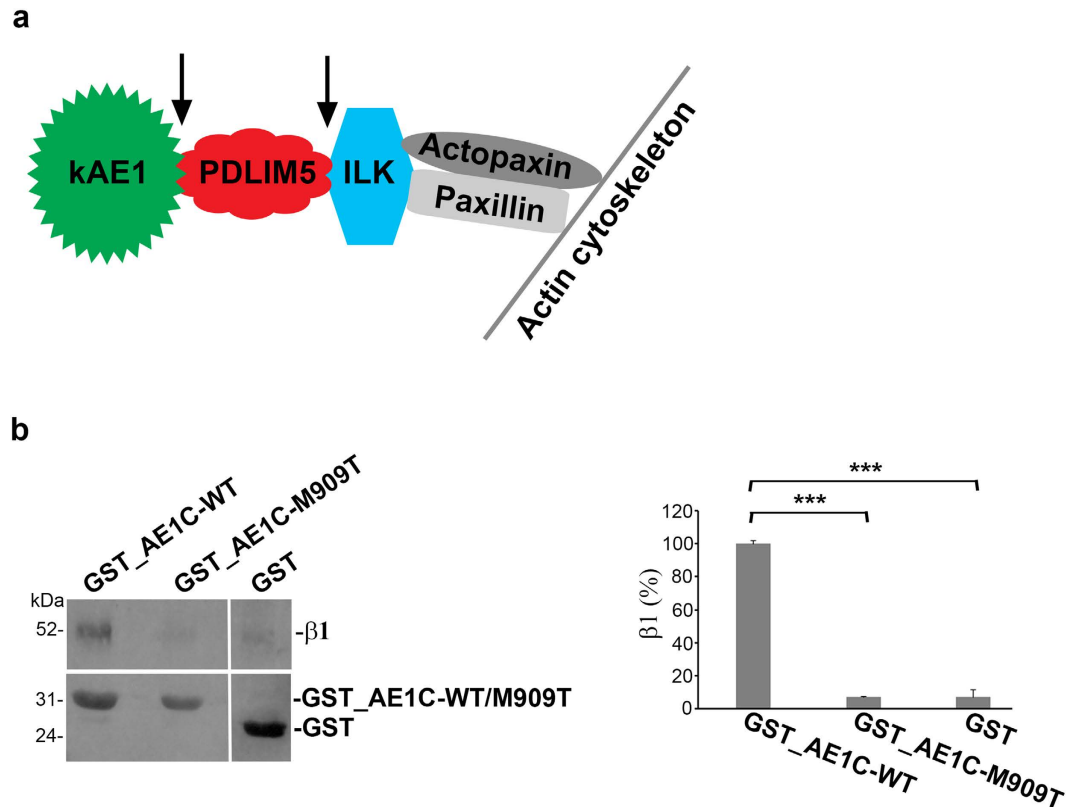 a
kAE1
PDLIM5
ILK
Actopaxin
Paxillin
Actin cytoskeleton
b
GST_AE1C-WT
GST_AE1C-M909T
GST
kDa
52-
-β1
31-
-GST_AE1C-WT/M909T
-GST
24-
***
***
120
100
80
60
40
20
0
β1 (%)
GST_AE1C-WT
GST_AE1C-M909T
GST